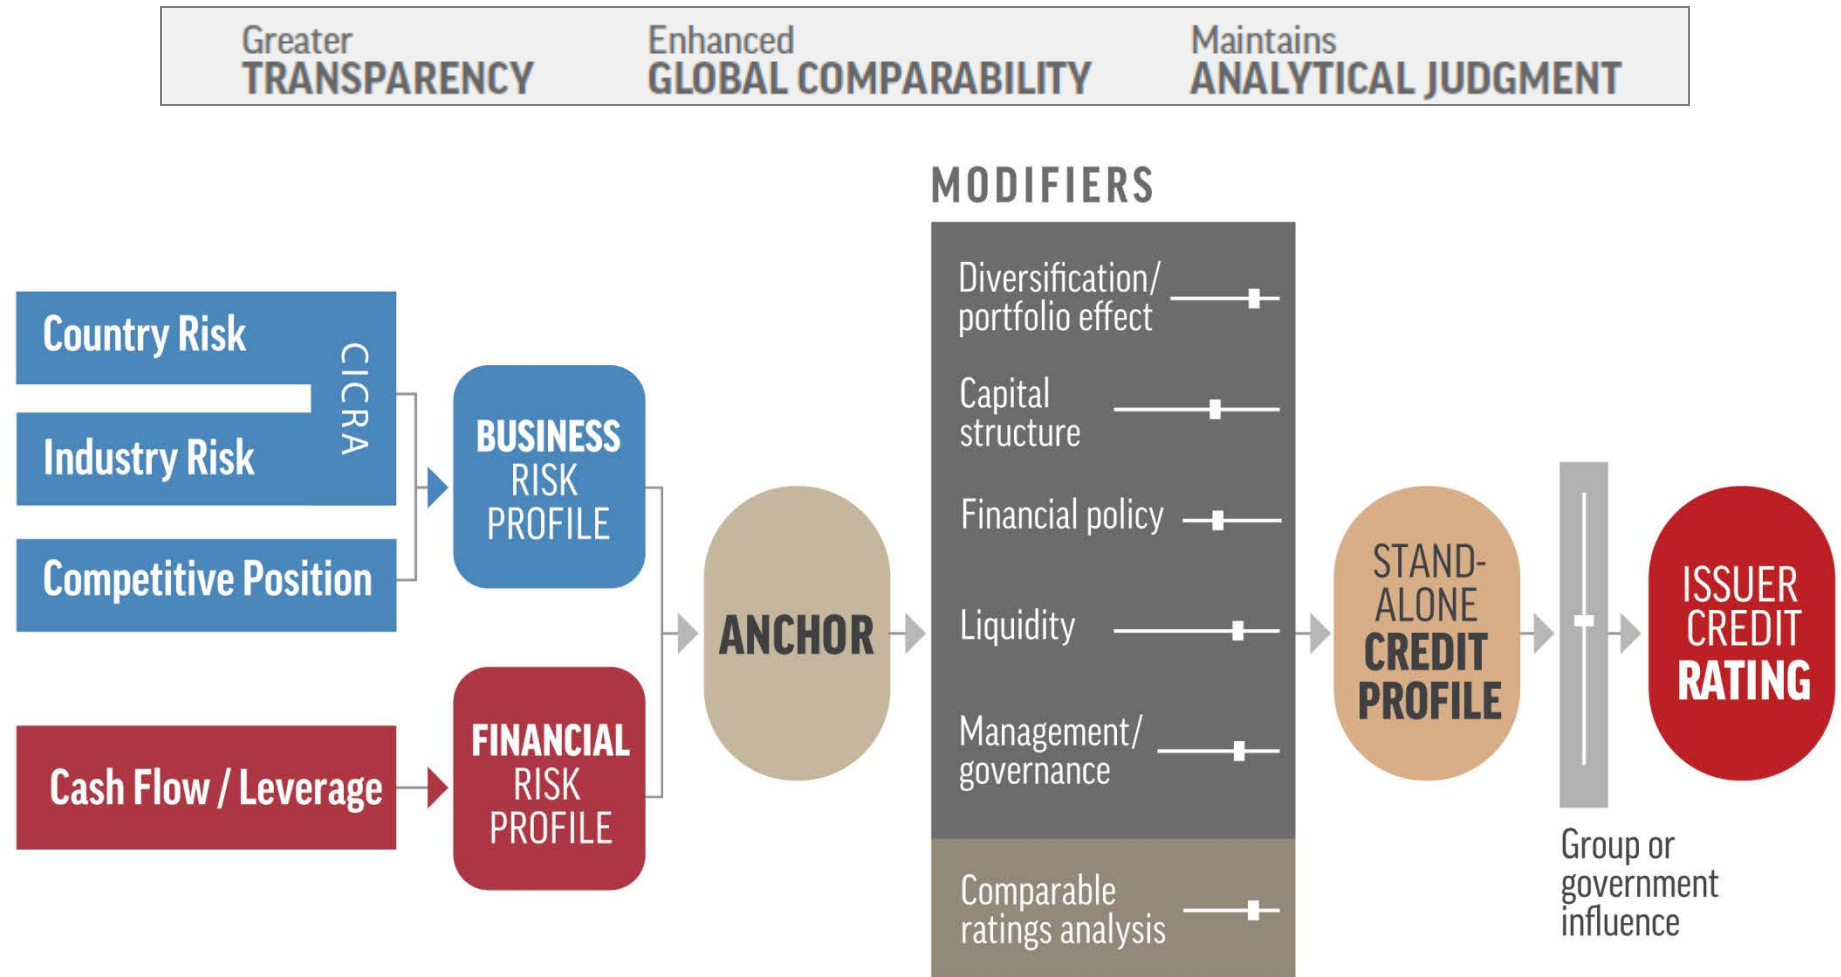 Greater
TRANSPARENCY
Enhanced
GLOBAL COMPARABILITY
Maintains
ANALYTICAL JUDGMENT
Country Risk
Industry Risk
CICRA
Competitive Position
Cash Flow / Leverage
BUSINESS
RISK
PROFILE
FINANCIAL
RISK
PROFILE
ANCHOR
MODIFIERS
Diversification/
portfolio effect
Capital
structure
Financial policy
Liquidity
Management/
governance
Comparable
ratings analysis
STAND-
ALONE
CREDIT
PROFILE
Group or
government
influence
ISSUER
CREDIT
RATING